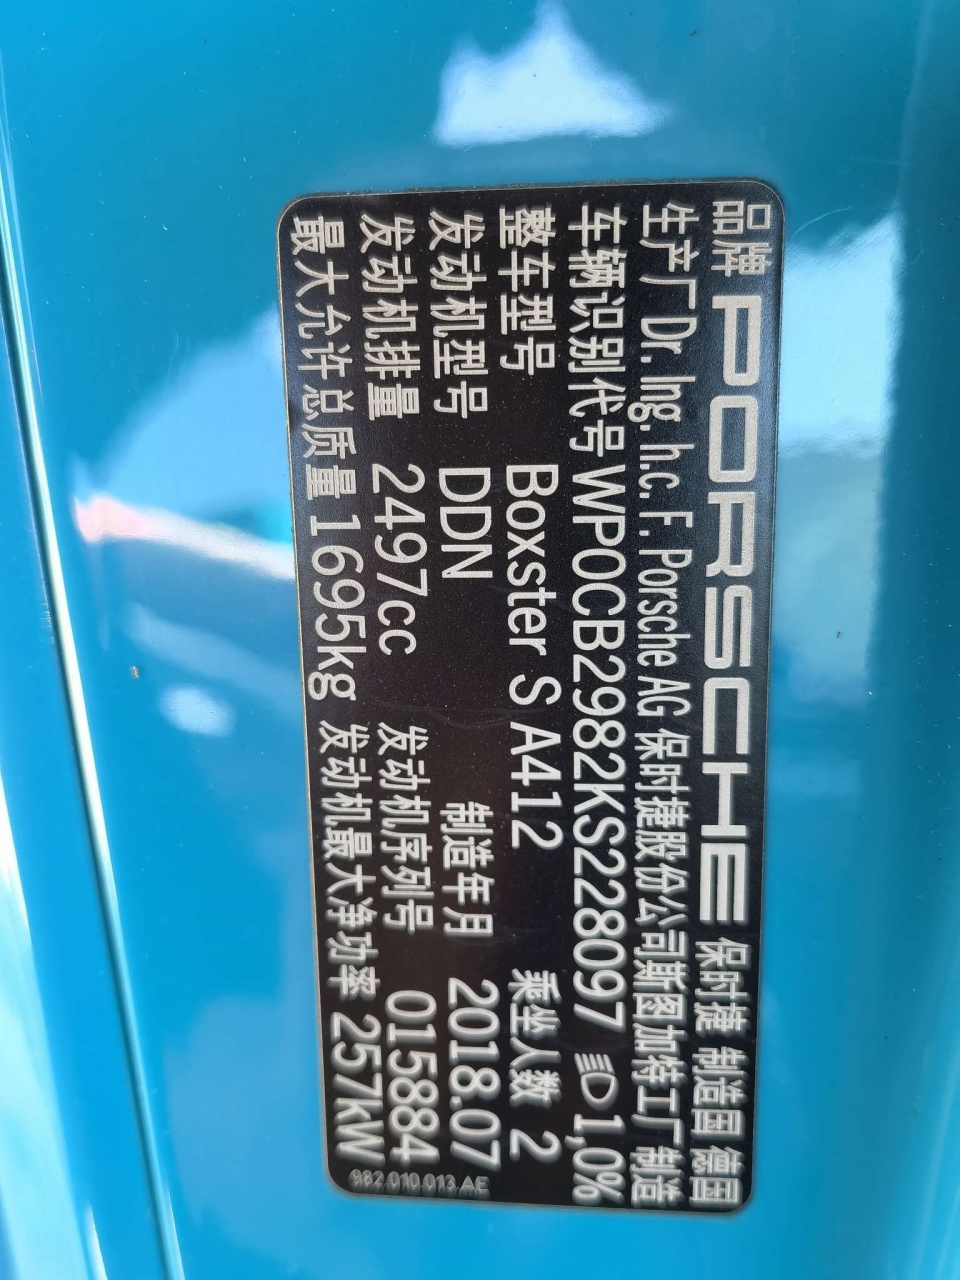 品牌 PORSCHE 保时捷 制造国 德国
生产厂 Dr. Ing. h.c. F. Porsche AG 保时捷股份公司斯图加特工厂制造
车辆识别代号 WP0CB2982KS228097 1,0%
整车型号 Boxster S A412 乘坐人数 2
发动机型号 DDN 制造年月 2018.07
发动机排量 2497cc 发动机序列号 015884
最大允许总质量 1695kg 发动机最大净功率 257kW
982.010.013.AE